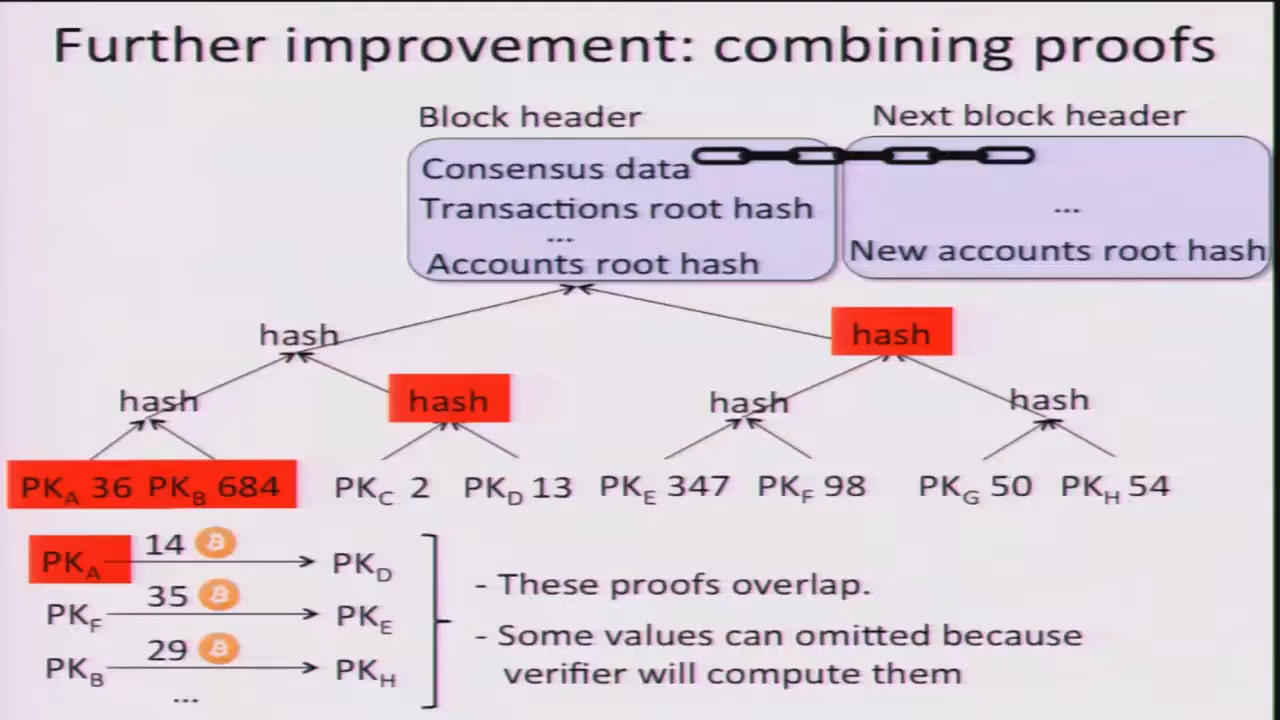 Further improvement: combining proofs
Block header
Next block header
Consensus data
Transactions root hash
...
Accounts root hash
...
New accounts root hash
hash
hash
hash
hash
hash
hash
PKA 36 PKB 684 PKC 2 PKD 13 PKE 347 PKF 98 PKG 50 PKH 54
PKA 14 PKD
PKF 35 PKE
PKB 29 PKH
...
- These proofs overlap.
- Some values can omitted because
verifier will compute them